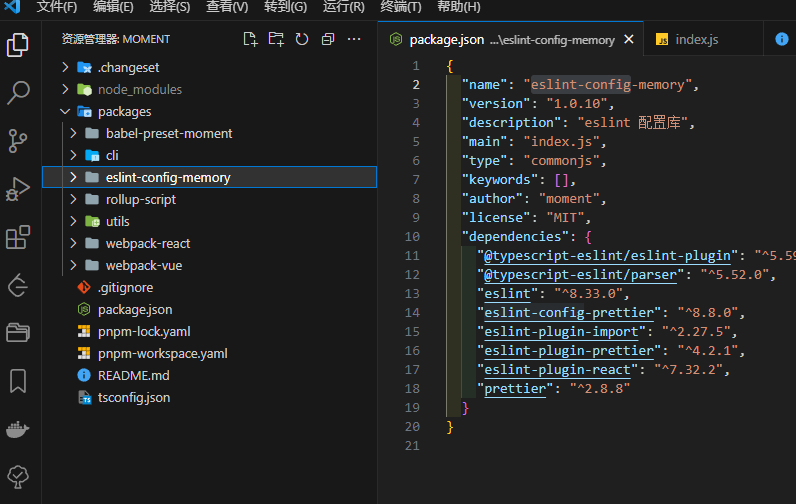 文件(F) 编辑(E) 选择(S) 查看(V) 转到(G) 运行(R) 终端(T) 帮助(H)
资源管理器: MOMENT
.changeset
node_modules
packages
babel-preset-moment
cli
eslint-config-memory
rollup-script
utils
webpack-react
webpack-vue
.gitignore
package.json
pnpm-lock.yaml
pnpm-workspace.yaml
README.md
tsconfig.json
package.json ...\eslint-config-memory index.js
1 {
2 "name": "eslint-config-memory",
3 "version": "1.0.10",
4 "description": "eslint 配置库",
5 "main": "index.js",
6 "type": "commonjs",
7 "keywords": [],
8 "author": "moment",
9 "license": "MIT",
10 "dependencies": {
11 "@typescript-eslint/eslint-plugin": "^5.59
12 "@typescript-eslint/parser": "^5.52.0",
13 "eslint": "^8.33.0",
14 "eslint-config-prettier": "^8.8.0",
15 "eslint-plugin-import": "^2.27.5",
16 "eslint-plugin-prettier": "^4.2.1",
17 "eslint-plugin-react": "^7.32.2",
18 "prettier": "^2.8.8"
19 }
20 }
21